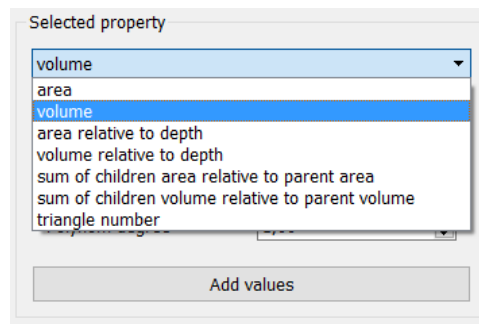 Selected property
volume
area
volume
area relative to depth
volume relative to depth
sum of children area relative to parent area
sum of children volume relative to parent volume
triangle number
Add values